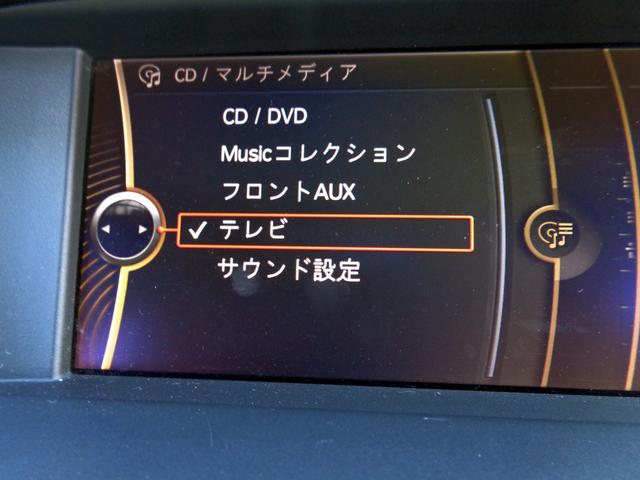 CD / マルチメディア
CD / DVD
Musicコレクション
フロントAUX
テレビ
サウンド設定